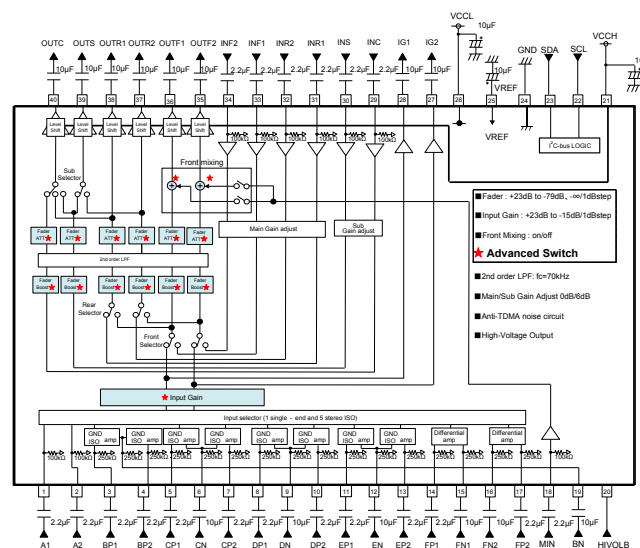 OUTC OUTS OUTR1 OUTR2 OUTF1 OUTF2 INF2 INF1 INR2 INR1 INS INC IG1 IG2 VCCL GND SDA SCL VCCH
10μF 10μF 10μF 10μF 10μF 10μF 2.2μF 2.2μF 2.2μF 2.2μF 2.2μF 2.2μF 2.2μF 2.2μF 10μF 10μF
VREF
40 39 38 37 36 35 34 33 32 31 30 29 28 27 26 25 24 23 22 21
Level Shift Level Shift Level Shift Level Shift Level Shift Level Shift
100kΩ 100kΩ 100kΩ 100kΩ 100kΩ 100kΩ
VREF
I²C-bus LOGIC
Sub Selector
Front mixing
Main Gain adjust
Sub Gain adjust
Fader ATT Fader ATT Fader ATT Fader ATT Fader ATT Fader ATT
2nd order LPF
Fader Boost Fader Boost Fader Boost Fader Boost Fader Boost Fader Boost
Rear Selector
Front Selector
■Fader : +23dB to -79dB、-∞/1dBstep
■Input Gain : +23dB to -15dB/1dBstep
■Front Mixing : on/off
★ Advanced Switch
■2nd order LPF: fc=70kHz
■Main/Sub Gain Adjust 0dB/6dB
■Anti-TDMA noise circuit
■High-Voltage Output
★ Input Gain
Input selector (1 single - end and 5 stereo ISO)
GND ISO amp GND ISO amp GND ISO amp GND ISO amp GND ISO amp GND ISO amp GND ISO amp GND ISO amp Differential amp Differential amp
100kΩ 100kΩ 250kΩ 250kΩ 250kΩ 250kΩ 250kΩ 250kΩ 250kΩ 250kΩ 250kΩ 250kΩ 250kΩ 250kΩ 250kΩ 250kΩ 250kΩ 100kΩ
1 2 3 4 5 6 7 8 9 10 11 12 13 14 15 16 17 18 19 20
2.2μF 2.2μF 2.2μF 2.2μF 2.2μF 10μF 2.2μF 2.2μF 10μF 2.2μF 2.2μF 10μF 2.2μF 2.2μF 10μF 10μF 2.2μF 2.2μF 10μF
A1 A2 BP1 BP2 CP1 CN CP2 DP1 DN DP2 EP1 EN EP2 FP1 FN1 FN2 FP2 MIN BN HIVOLB